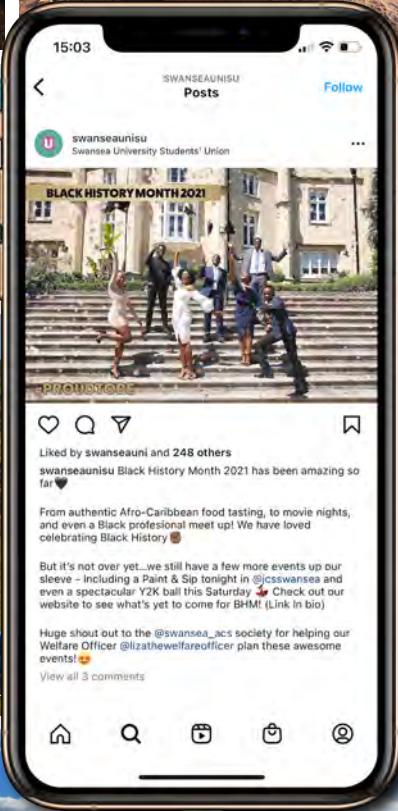 15:03
SWANSEAUNISU
Posts
Follow
swanseaunisu
Swansea University Students' Union
BLACK HISTORY MONTH 2021
#PROUDTOBE
Liked by swanseauni and 248 others
swanseaunisu Black History Month 2021 has been amazing so
far🖤
From authentic Afro-Caribbean food tasting, to movie nights,
and even a Black profesional meet up! We have loved
celebrating Black History✊🏿
But it's not over yet...we still have a few more events up our
sleeve - Including a Paint & Sip tonight in @jcsswansea and
even a spectacular Y2K ball this Saturday 💃 Check out our
website to see what's yet to come for BHM! (Link In bio)
Huge shout out to the @swansea_acs society for helping our
Welfare Officer @lizathewelfareofficer plan these awesome
events!😍
View all 3 comments